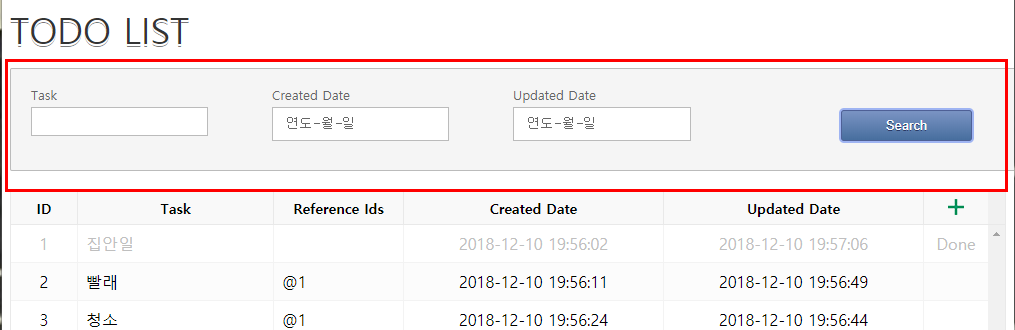 TODO LIST
Task Created Date Updated Date
연도-월-일 연도-월-일 Search
ID Task Reference Ids Created Date Updated Date +
1 집안일 2018-12-10 19:56:02 2018-12-10 19:57:06 Done
2 빨래 @1 2018-12-10 19:56:11 2018-12-10 19:56:49
3 청소 @1 2018-12-10 19:56:24 2018-12-10 19:56:44